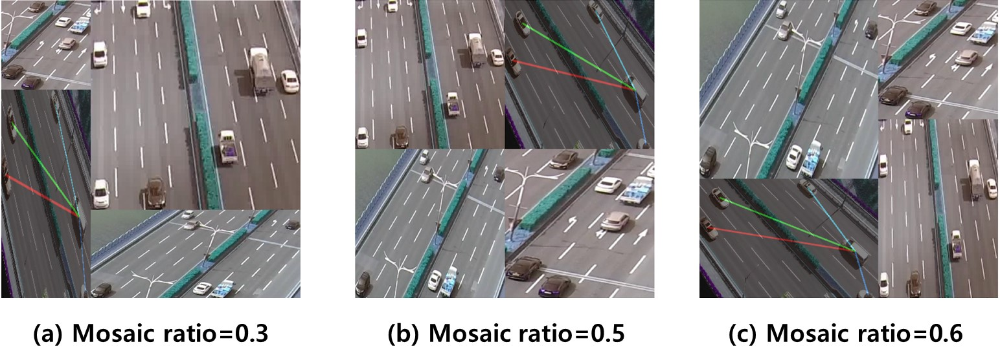 (a) Mosaic ratio=0.3
(b) Mosaic ratio=0.5
(c) Mosaic ratio=0.6